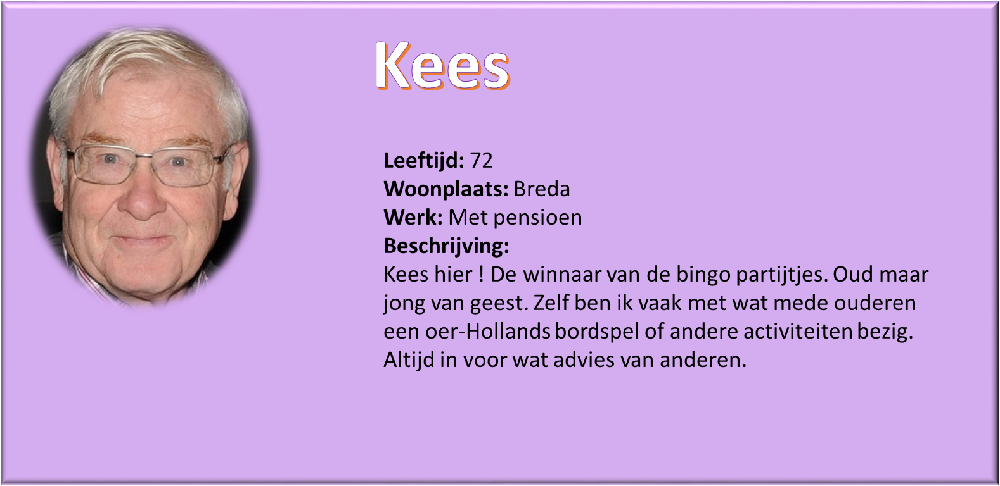 Kees
Leeftijd: 72
Woonplaats: Breda
Werk: Met pensioen
Beschrijving:
Kees hier ! De winnaar van de bingo partijtjes. Oud maar
jong van geest. Zelf ben ik vaak met wat mede ouderen
een oer-Hollands bordspel of andere activiteiten bezig.
Altijd in voor wat advies van anderen.